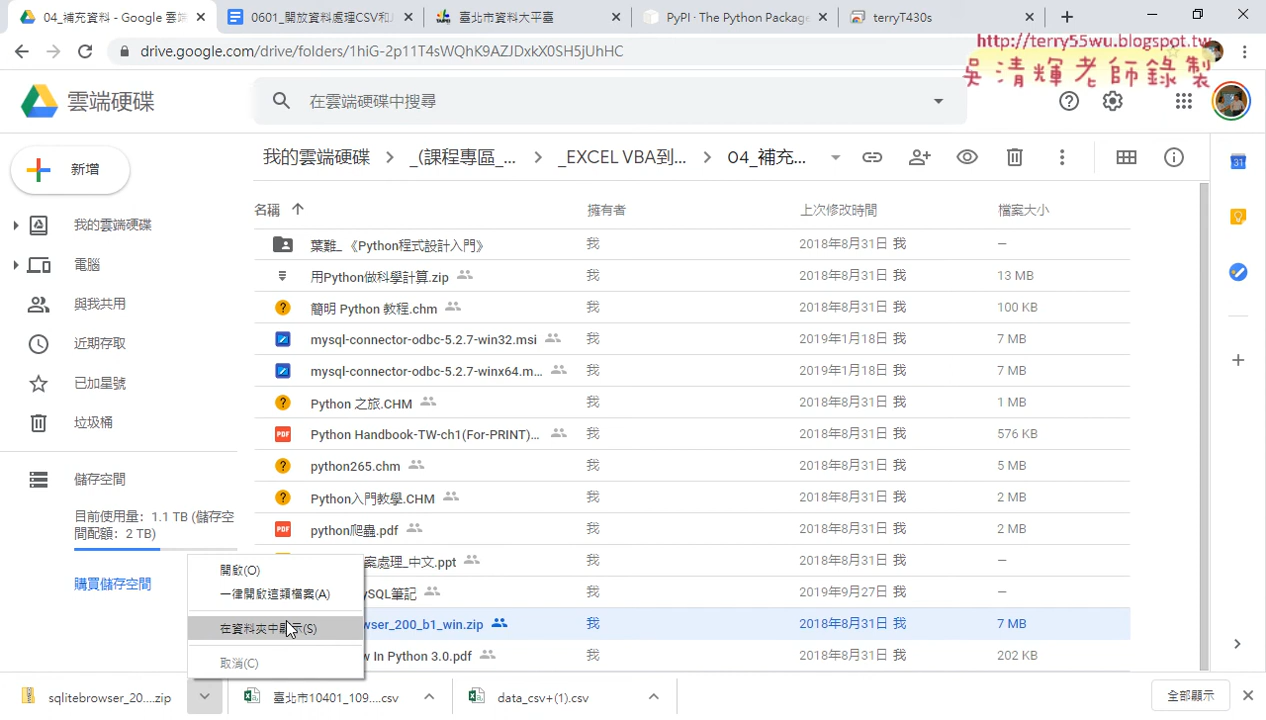 04_補充資料 - Google 雲端
0601_開放資料處理CSV和
臺北市資料大平臺
PyPI · The Python Package
terryT430s
drive.google.com/drive/folders/1hiG-2p11T4sWQhK9AZJDxkX0SH5jUhHC
http://terry55wu.blogspot.tw
吳清輝老師錄製
雲端硬碟
在雲端硬碟中搜尋
新增
我的雲端硬碟
_(課程專區_...
_EXCEL VBA到...
04_補充...
名稱
擁有者
上次修改時間
檔案大小
我的雲端硬碟
電腦
與我共用
近期存取
已加星號
垃圾桶
儲存空間
目前使用量: 1.1 TB (儲存空
間配額: 2 TB)
購買儲存空間
葉難_《Python程式設計入門》 我 2018年8月31日 我 –
用Python做科學計算.zip 我 2018年8月31日 我 13 MB
簡明 Python 教程.chm 我 2018年8月31日 我 100 KB
mysql-connector-odbc-5.2.7-win32.msi 我 2019年1月18日 我 7 MB
mysql-connector-odbc-5.2.7-winx64.m... 我 2019年1月18日 我 7 MB
Python 之旅.CHM 我 2018年8月31日 我 1 MB
Python Handbook-TW-ch1(For-PRINT)... 我 2018年8月31日 我 576 KB
python265.chm 我 2018年8月31日 我 5 MB
Python入門教學.CHM 我 2018年8月31日 我 2 MB
python爬蟲.pdf 我 2018年8月31日 我 2 MB
案處理_中文.ppt 我 2018年8月31日 我 –
ySQL筆記 我 2019年9月27日 我 –
wser_200_b1_win.zip 我 2018年8月31日 我 7 MB
w In Python 3.0.pdf 我 2018年8月31日 我 202 KB
開啟(O)
一律開啟這類檔案(A)
在資料夾中顯示(S)
取消(C)
sqlitebrowser_20....zip
臺北市10401_109....csv
data_csv+(1).csv
全部顯示
31